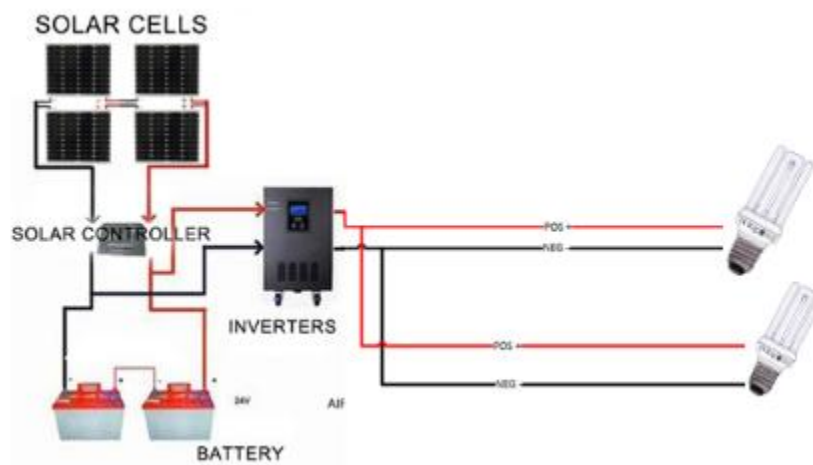 SOLAR CELLS
SOLAR CONTROLLER
INVERTERS
POS
NEG
POS
NEG
24V
AIF
BATTERY